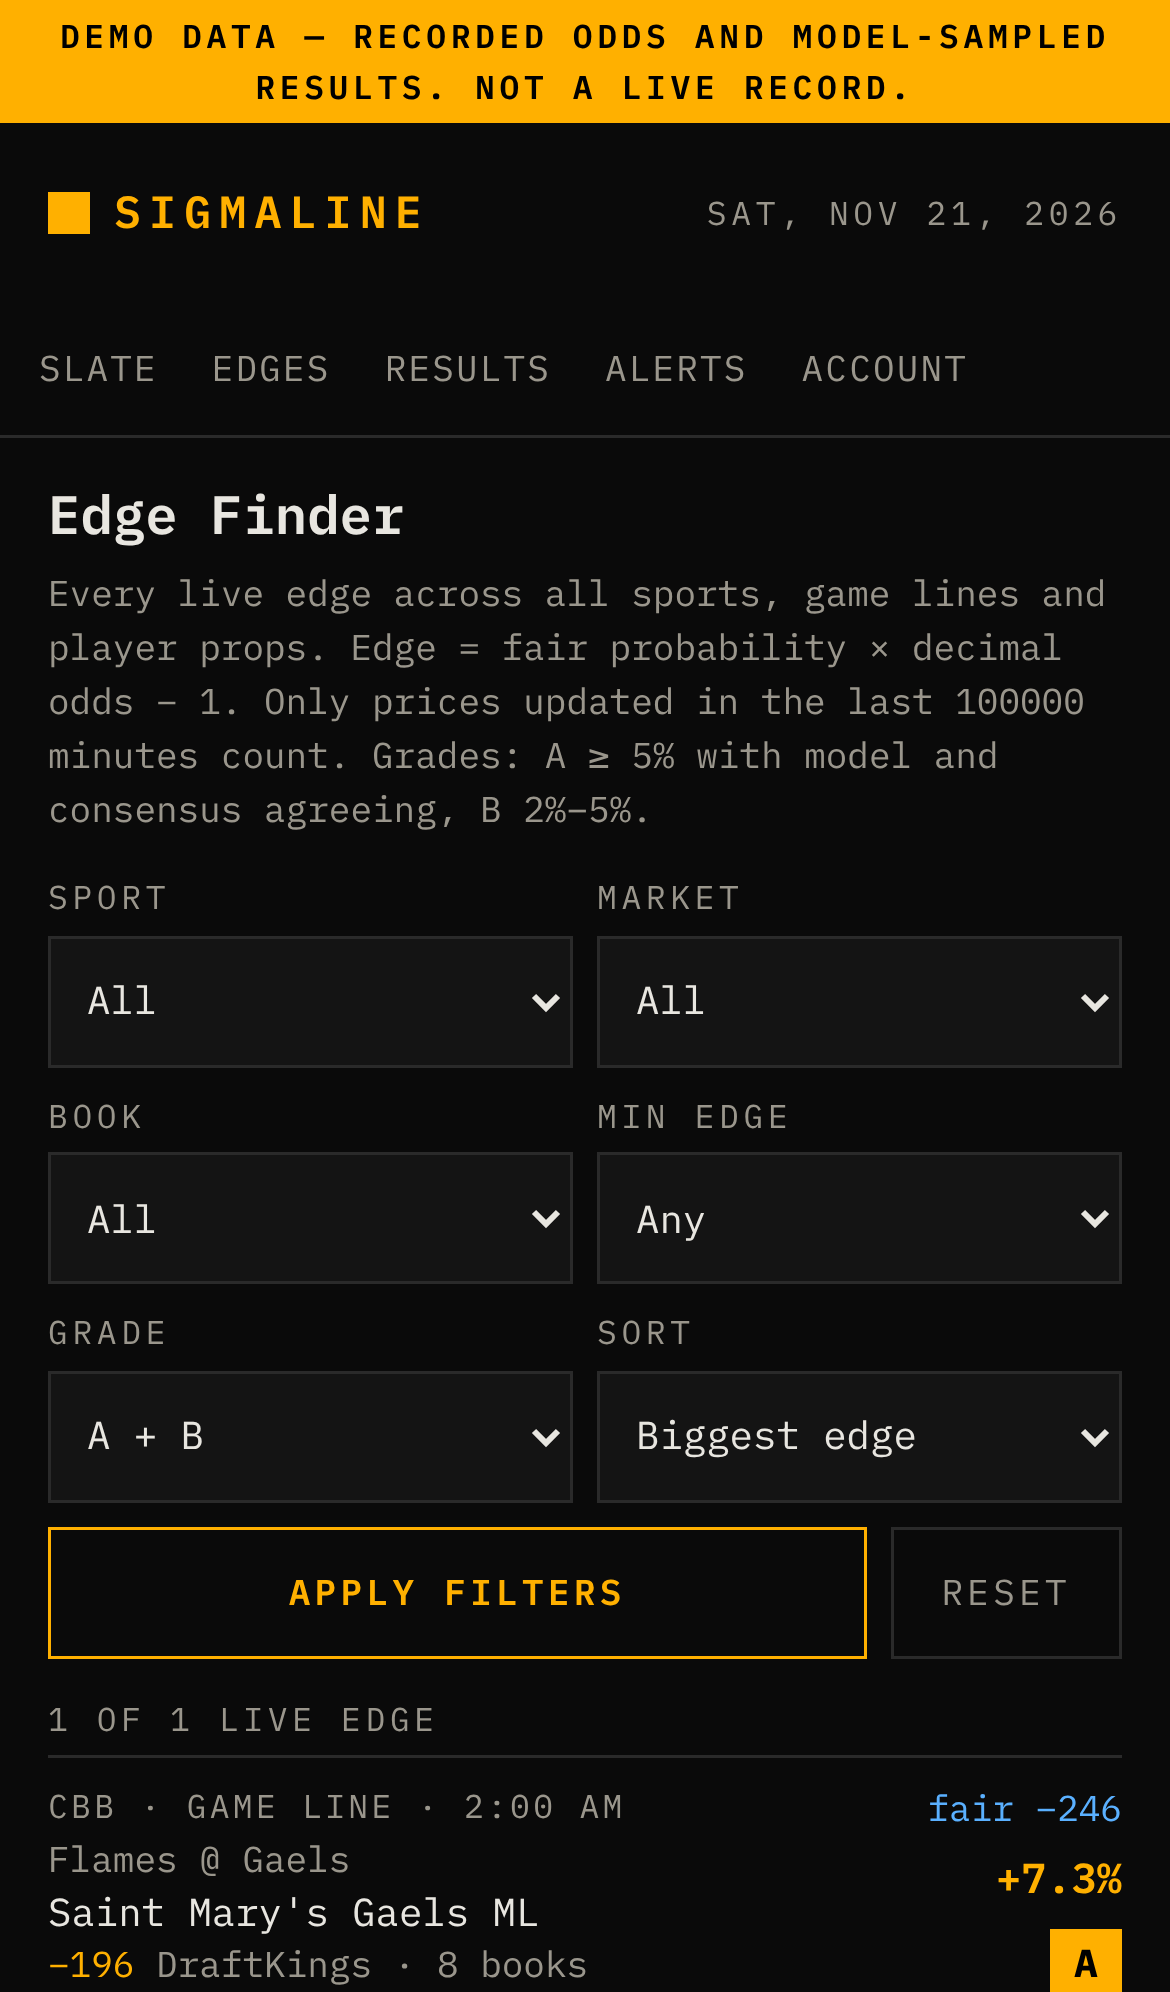 DEMO DATA — RECORDED ODDS AND MODEL-SAMPLED
RESULTS. NOT A LIVE RECORD.
SIGMALINE
SAT, NOV 21, 2026
SLATE EDGES RESULTS ALERTS ACCOUNT
Edge Finder
Every live edge across all sports, game lines and
player props. Edge = fair probability × decimal
odds − 1. Only prices updated in the last 100000
minutes count. Grades: A ≥ 5% with model and
consensus agreeing, B 2%–5%.
SPORT MARKET
All All
BOOK MIN EDGE
All Any
GRADE SORT
A + B Biggest edge
APPLY FILTERS RESET
1 OF 1 LIVE EDGE
CBB · GAME LINE · 2:00 AM
fair −246
Flames @ Gaels
+7.3%
Saint Mary's Gaels ML
−196 DraftKings · 8 books
A